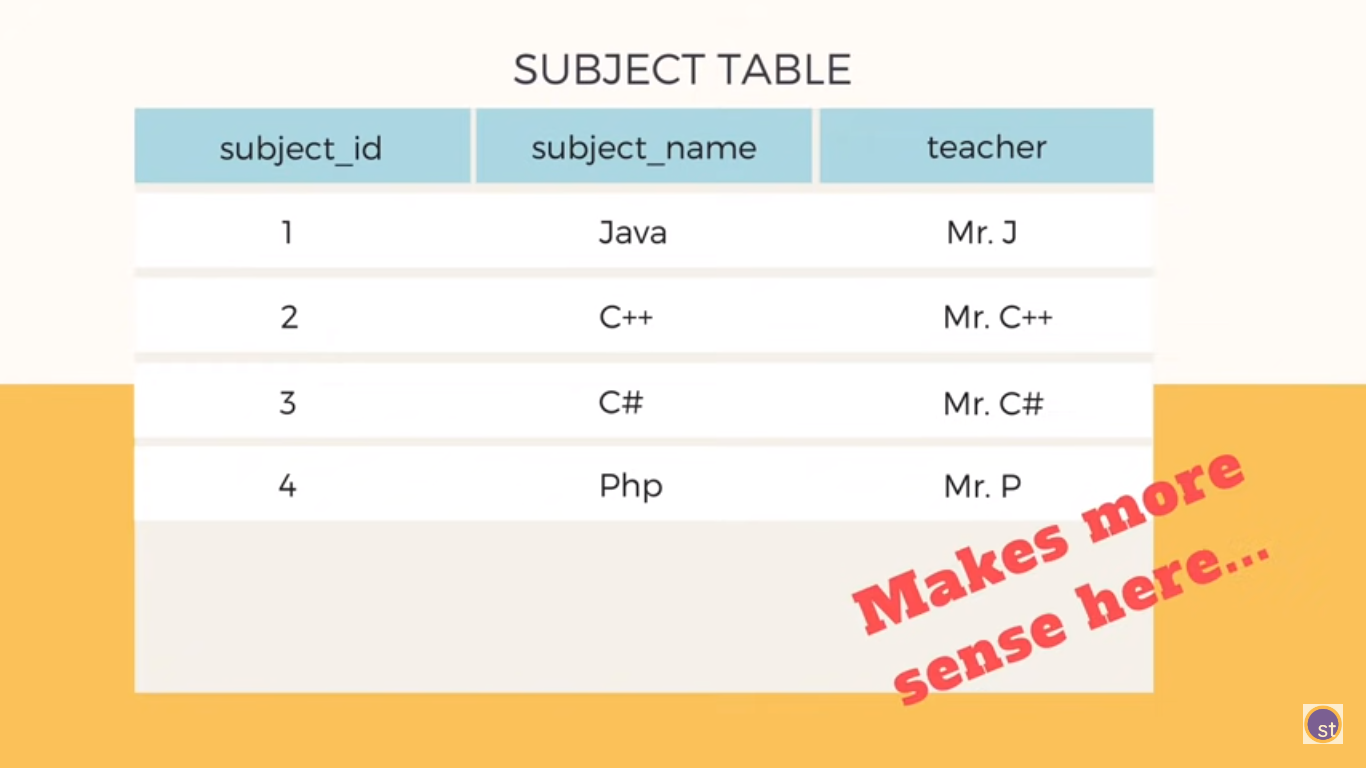 SUBJECT TABLE
subject_id subject_name teacher
1 Java Mr. J
2 C++ Mr. C++
3 C# Mr. C#
4 Php Mr. P
Makes more
sense here...
st